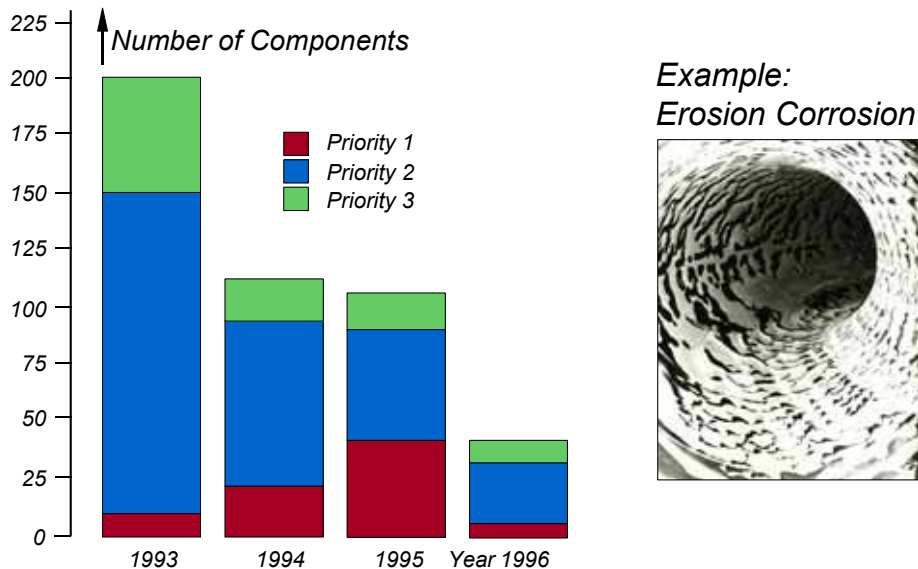 225
200
175
150
125
100
75
50
25
0
Number of Components
Priority 1
Priority 2
Priority 3
1993
1994
1995
Year 1996
Example:
Erosion Corrosion